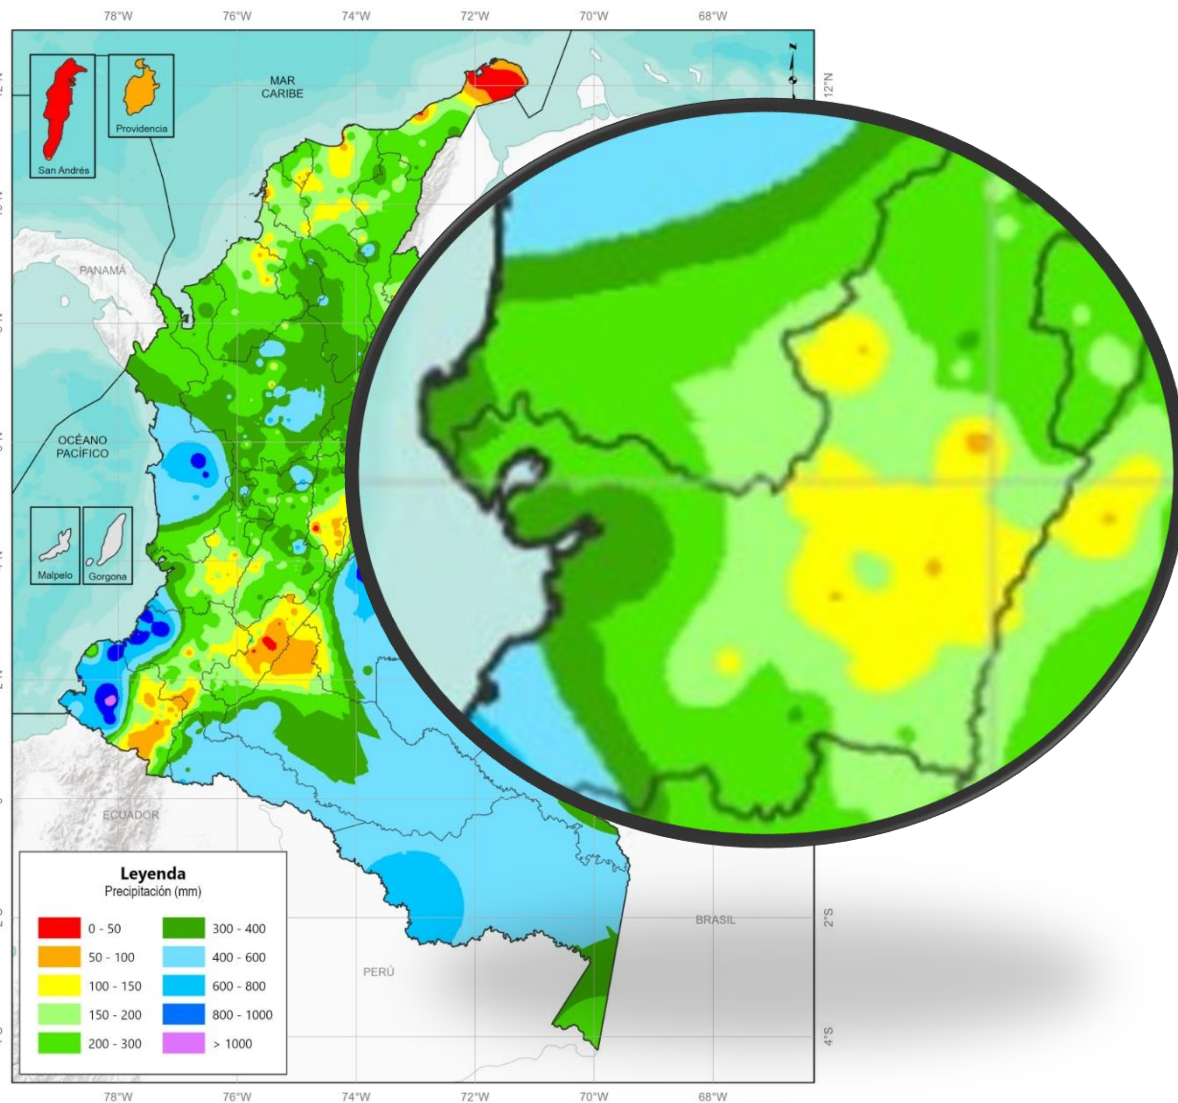 78°W 76°W 74°W 72°W 70°W 68°W
MAR
CARIBE
12°N
San Andrés
Providencia
PANAMÁ
OCÉANO
PACÍFICO
Malpelo
Gorgona
ECUADOR
Leyenda
Precipitación (mm)
0 - 50
50 - 100
100 - 150
150 - 200
200 - 300
300 - 400
400 - 600
600 - 800
800 - 1000
> 1000
PERÚ
BRASIL
2°S
4°S
78°W 76°W 74°W 72°W 70°W 68°W